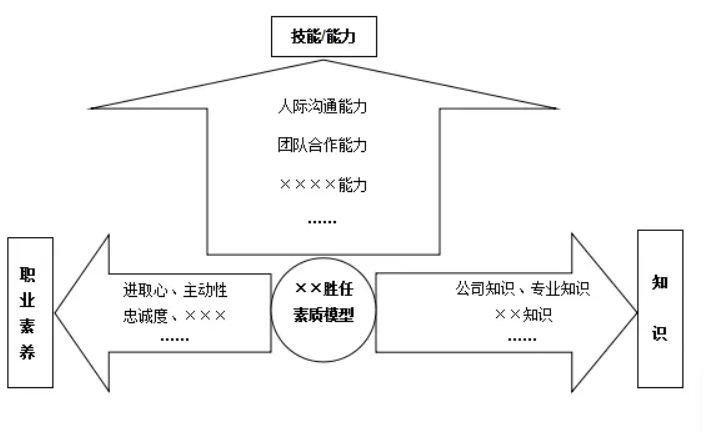 技能/能力
人际沟通能力
团队合作能力
××××能力
......
职业素养
进取心、主动性
忠诚度、×××
......
××胜任
素质模型
公司知识、专业知识
××知识
......
知识